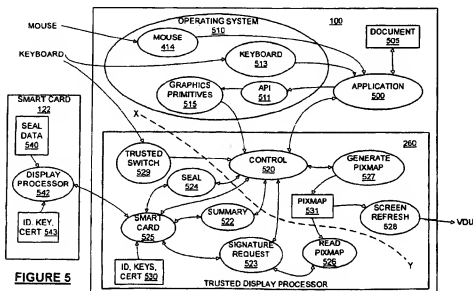 OPERATING SYSTEM
510
100
MOUSE
MOUSE
414
DOCUMENT
505
KEYBOARD
KEYBOARD
513
API
511
APPLICATION
500
GRAPHICS
PRIMITIVES
515
SMART CARD
122
SEAL
DATA
540
X
260
TRUSTED
SWITCH
529
CONTROL
520
GENERATE
PIXMAP
527
DISPLAY
PROCESSOR
542
SEAL
524
PIXMAP
531
SCREEN
REFRESH
528
VDU
SMART
CARD
525
SUMMARY
522
ID, KEY,
CERT 543
SIGNATURE
REQUEST
523
READ
PIXMAP
526
Y
ID, KEYS,
CERT 530
FIGURE 5
TRUSTED DISPLAY PROCESSOR